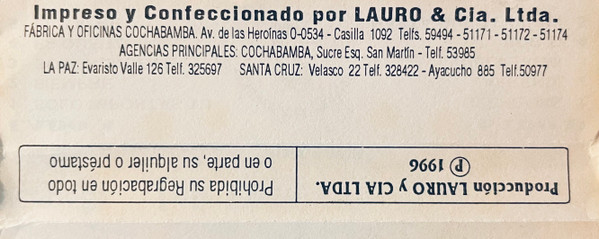 Impreso y Confeccionado por LAURO & Cia. Ltda.
FÁBRICA Y OFICINAS COCHABAMBA. Av. de las Heroínas O-0534 - Casilla 1092 Telfs. 59494 - 51171 - 51172 - 51174
AGENCIAS PRINCIPALES: COCHABAMBA, Sucre Esq. San Martín - Telf. 53985
LA PAZ: Evaristo Valle 126 Telf. 325697 SANTA CRUZ: Velasco 22 Telf. 328422 - Ayacucho 885 Telf.50977
Producción LAURO y CIA LTDA.
Ⓟ 1996
Prohibida su Regrabación en todo
o en parte, su alquiler o préstamo